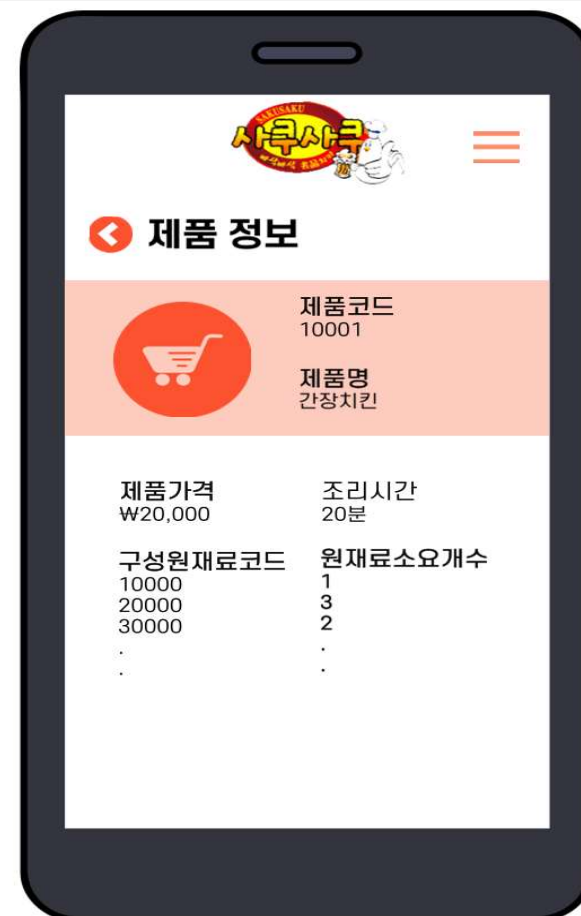 SAKUSAKU
사쿠사쿠
제품 정보
제품코드
10001
제품명
간장치킨
제품가격
₩20,000
조리시간
20분
구성원재료코드
10000
20000
30000
.
.
원재료소요개수
1
3
2
.
.